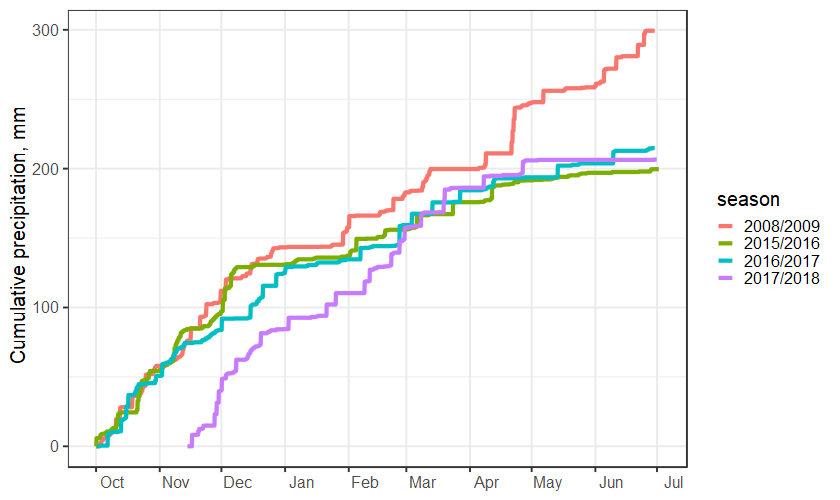 Cumulative precipitation, mm
300
200
100
0
Oct Nov Dec Jan Feb Mar Apr May Jun Jul
season
2008/2009
2015/2016
2016/2017
2017/2018